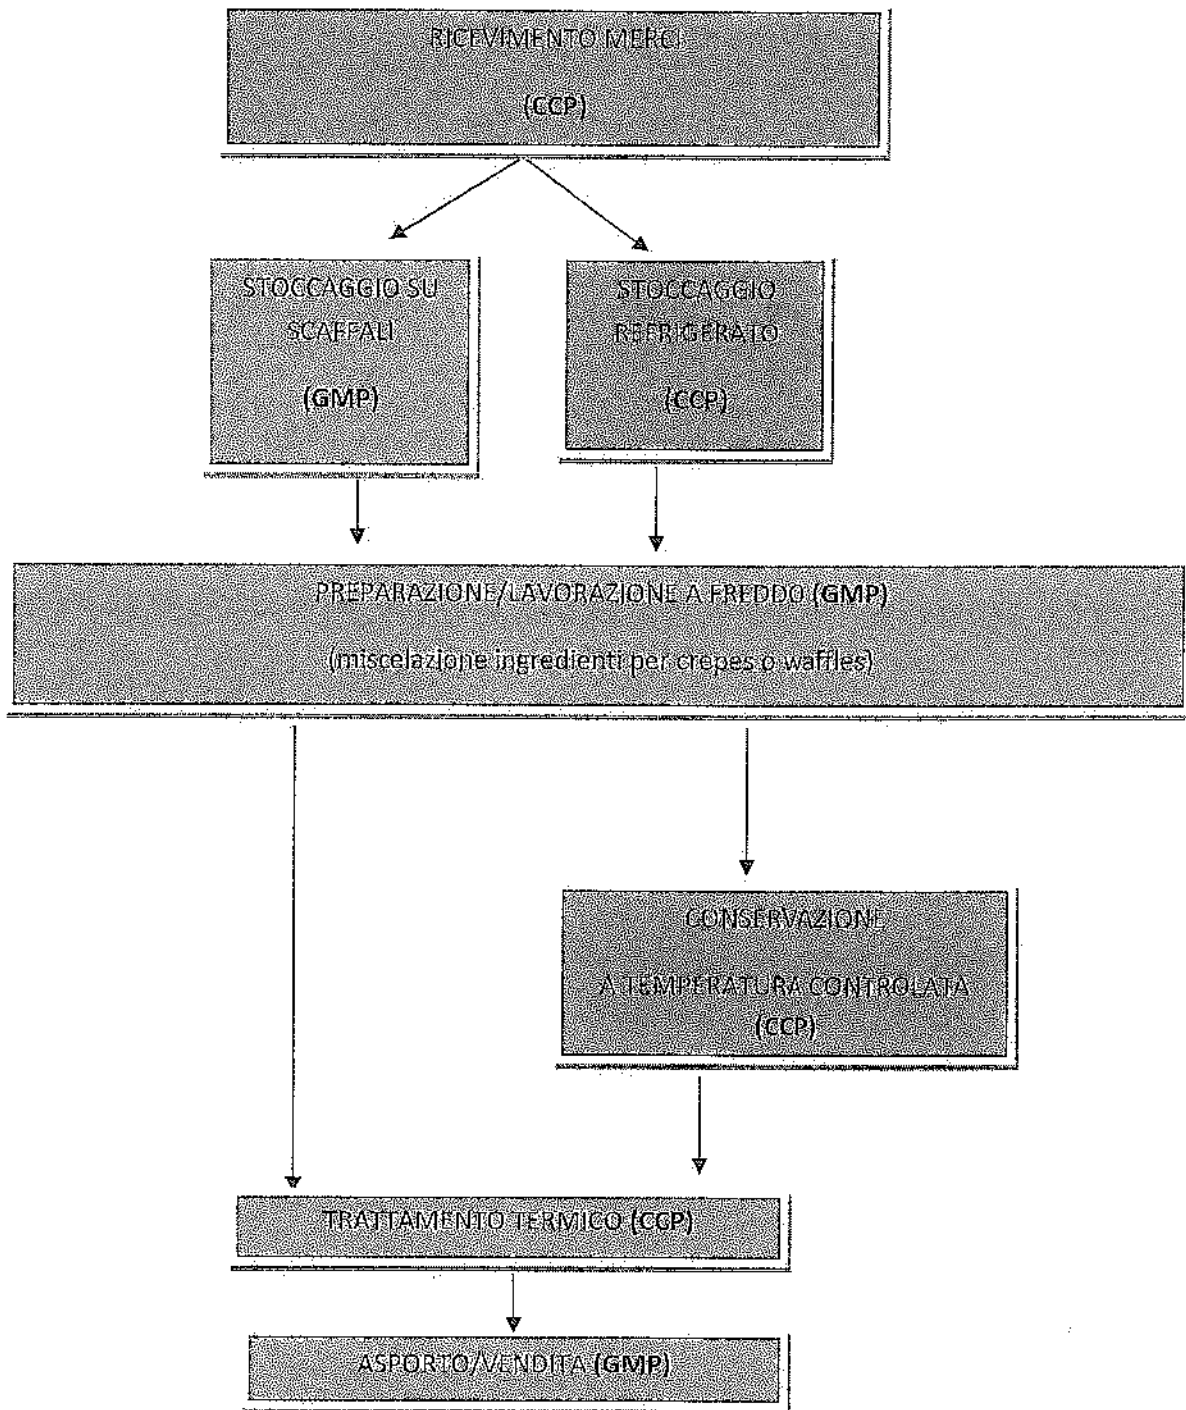 RICEVIMENTO MERCI
(CCP)
STOCCAGGIO SU
SCAFFALI
(GMP)
STOCCAGGIO
REFRIGERATO
(CCP)
PREPARAZIONE/LAVORAZIONE A FREDDO (GMP)
(miscelazione ingredienti per crepes o waffles)
CONSERVAZIONE
A TEMPERATURA CONTROLATA
(CCP)
TRATTAMENTO TERMICO (CCP)
ASPORTO/VENDITA (GMP)